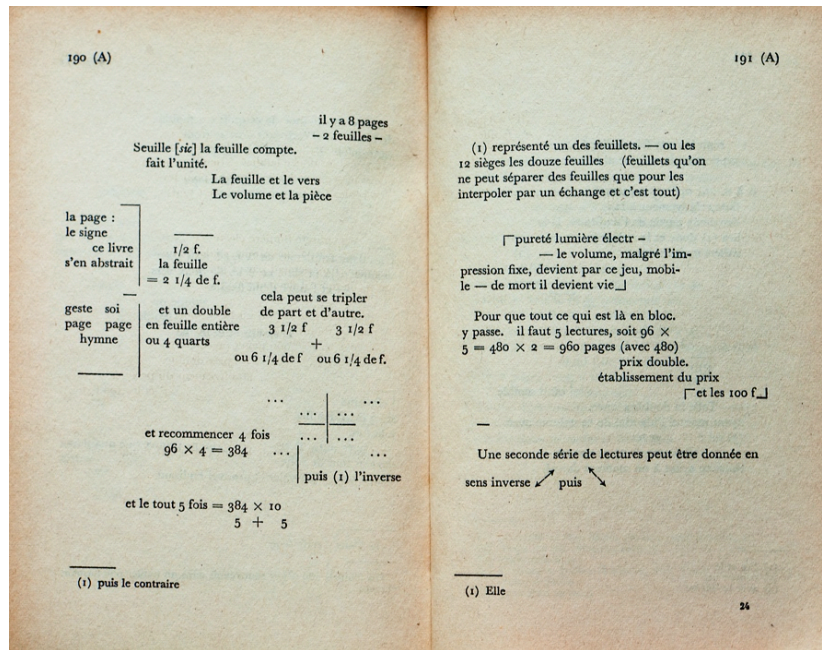 190 (A)
il y a 8 pages
– 2 feuilles –
Seuille [sic] la feuille compte.
fait l'unité.
La feuille et le vers
Le volume et la pièce
la page :
le signe
ce livre
s'en abstrait
1/2 f.
la feuille
= 2 1/4 de f.
geste soi
page page
hymne
et un double
en feuille entière
ou 4 quarts
cela peut se tripler
de part et d'autre.
3 1/2 f 3 1/2 f
+
ou 6 1/4 de f ou 6 1/4 de f.
... ...
... ...
et recommencer 4 fois ... ...
96 × 4 = 384 ... ...
puis (1) l'inverse
et le tout 5 fois = 384 × 10
5 + 5
(1) puis le contraire
191 (A)
(1) représenté un des feuillets. — ou les
12 sièges les douze feuilles (feuillets qu'on
ne peut séparer des feuilles que pour les
interpoler par un échange et c'est tout)
pureté lumière électr –
— le volume, malgré l'im-
pression fixe, devient par ce jeu, mobi-
le — de mort il devient vie
Pour que tout ce qui est là en bloc.
y passe. il faut 5 lectures, soit 96 ×
5 = 480 × 2 = 960 pages (avec 480)
prix double.
établissement du prix
et les 100 f
—
Une seconde série de lectures peut être donnée en
sens inverse ↗ puis ↘
(1) Elle
24